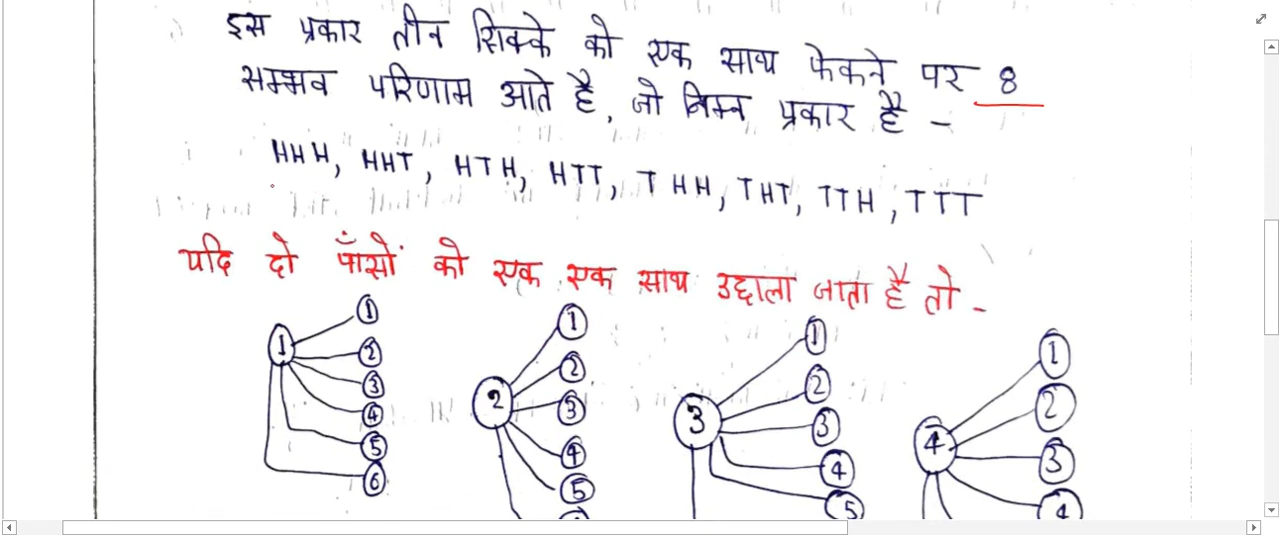 इस प्रकार तीन सिक्के को एक साथ फेकने पर 8
सम्भव परिणाम आते है, जो निम्न प्रकार है -
HHH, HHT, HTH, HTT, THH, THT, TTH, TTT
यदि दो पाँसों को एक एक साथ उछाला जाता है तो -
1 1 2 3 4 5 6
2 1 2 3 4 5
3 1 2 3 4 5
4 1 2 3 4